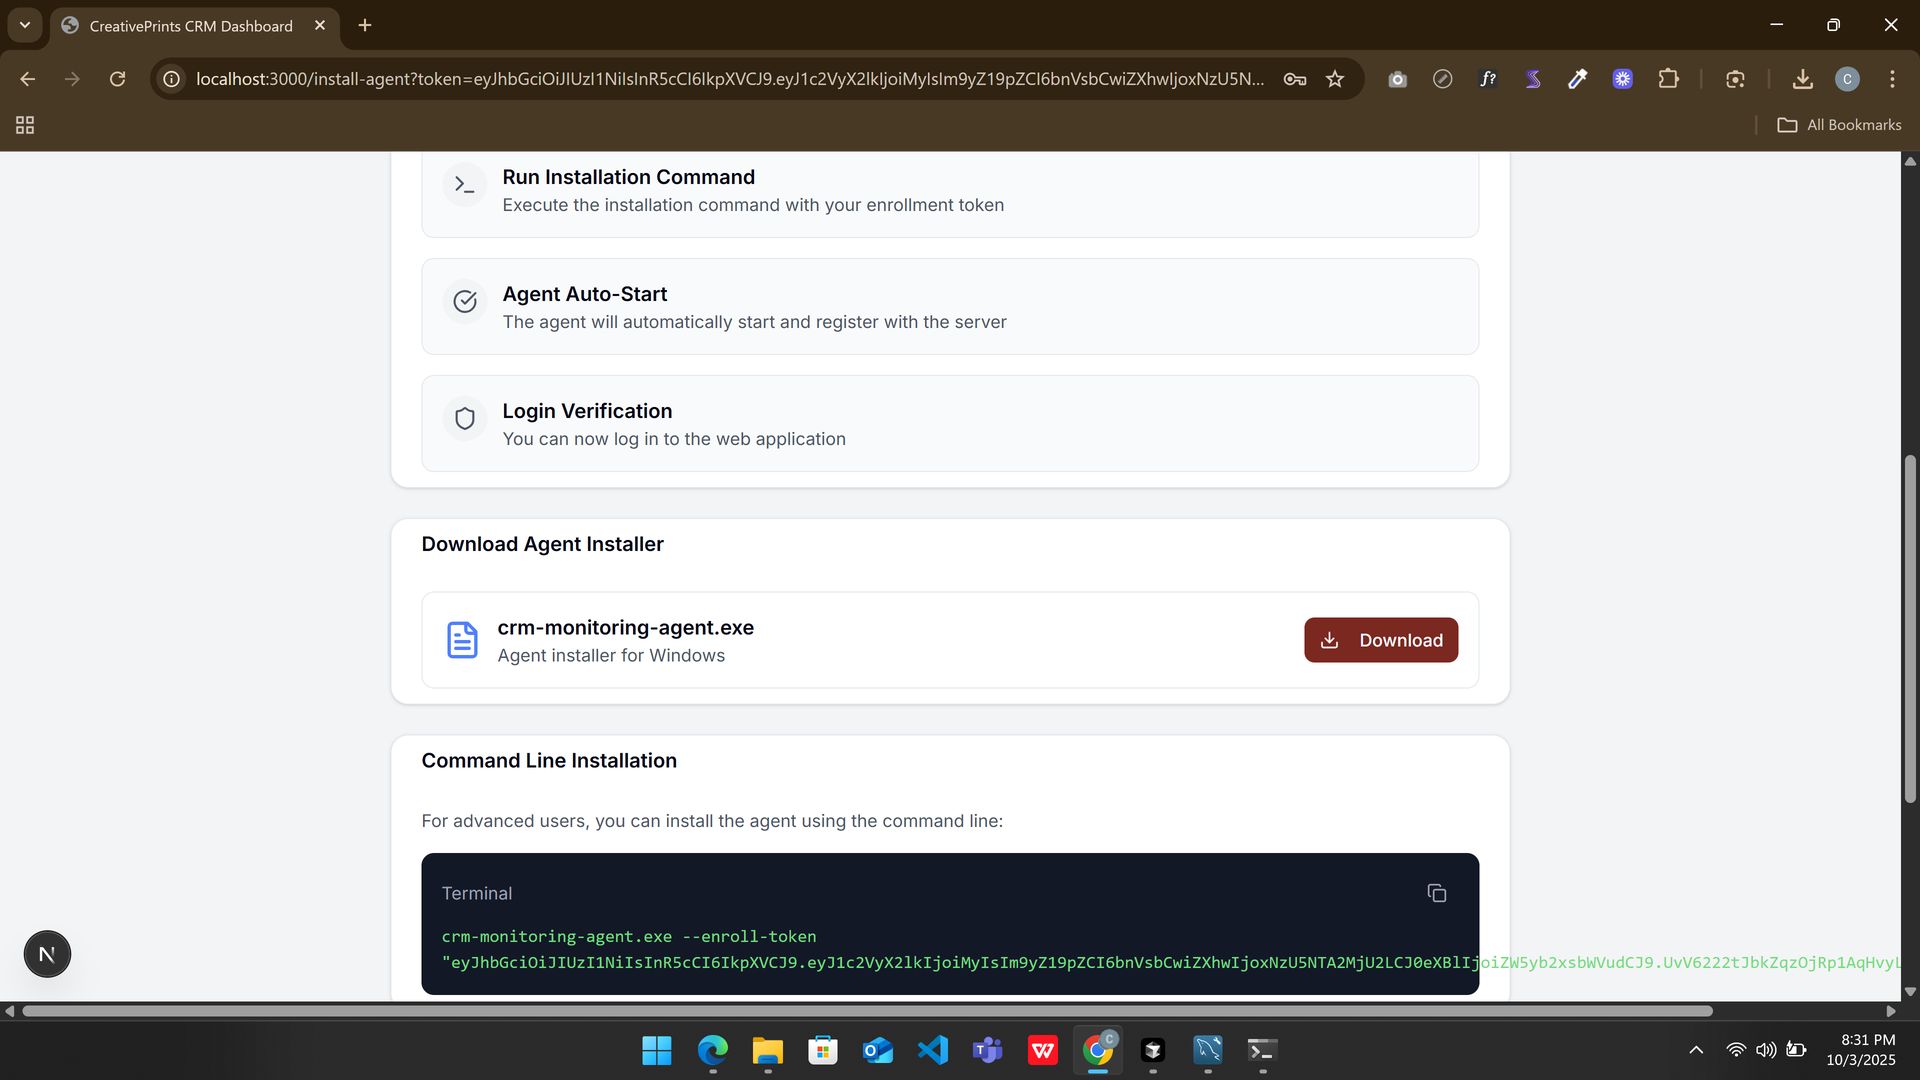 CreativePrints CRM Dashboard
localhost:3000/install-agent?token=eyJhbGciOiJIUzI1NiIsInR5cCI6IkpXVCJ9.eyJ1c2VyX2lkIjoiMyIsIm9yZ19pZCI6bnVsbCwiZXhwIjoxNzU5N...
f?
C
All Bookmarks
Run Installation Command
Execute the installation command with your enrollment token
Agent Auto-Start
The agent will automatically start and register with the server
Login Verification
You can now log in to the web application
Download Agent Installer
crm-monitoring-agent.exe
Agent installer for Windows
Download
Command Line Installation
For advanced users, you can install the agent using the command line:
Terminal
crm-monitoring-agent.exe --enroll-token
"eyJhbGciOiJIUzI1NiIsInR5cCI6IkpXVCJ9.eyJ1c2VyX2lkIjoiMyIsIm9yZ19pZCI6bnVsbCwiZXhwIjoxNzU5NTA2MjU2LCJ0eXBlIjoiZW5yb2xsbWVudCJ9.UvV6222tJbkZqzOjRp1AqHvyL
N
8:31 PM
10/3/2025